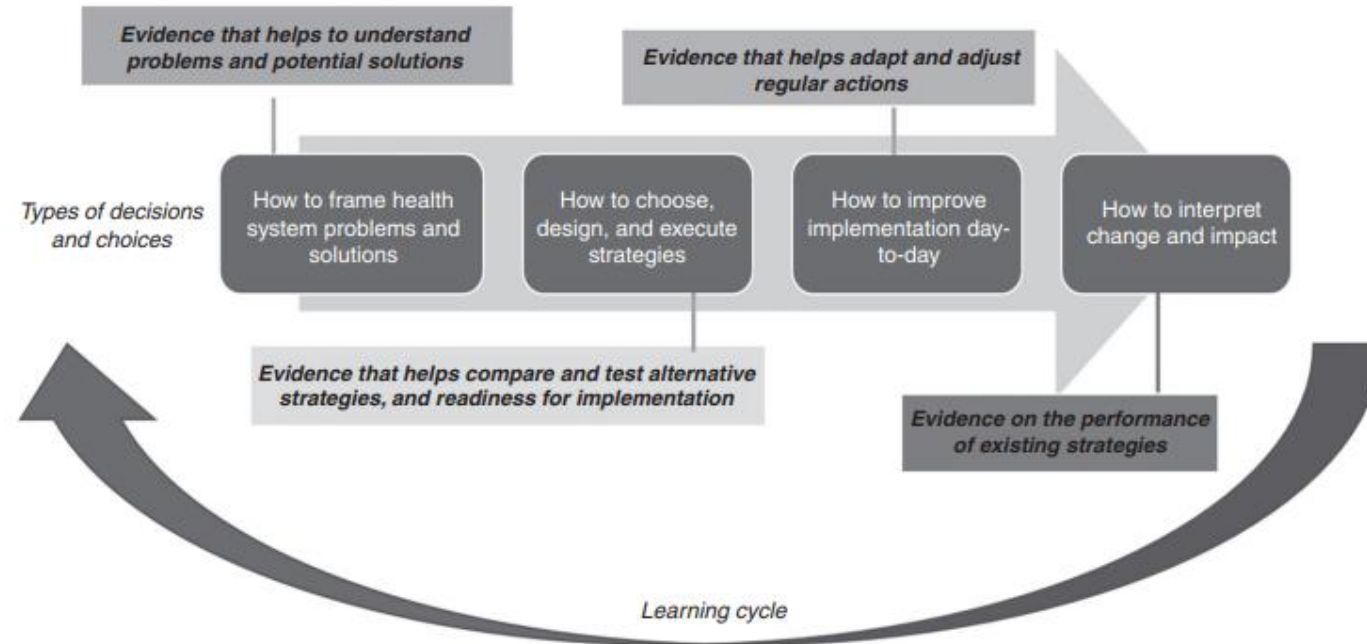 Evidence that helps to understand
problems and potential solutions
Evidence that helps adapt and adjust
regular actions
Types of decisions
and choices
How to frame health
system problems and
solutions
How to choose,
design, and execute
strategies
How to improve
implementation day-
to-day
How to interpret
change and impact
Evidence that helps compare and test alternative
strategies, and readiness for implementation
Evidence on the performance
of existing strategies
Learning cycle